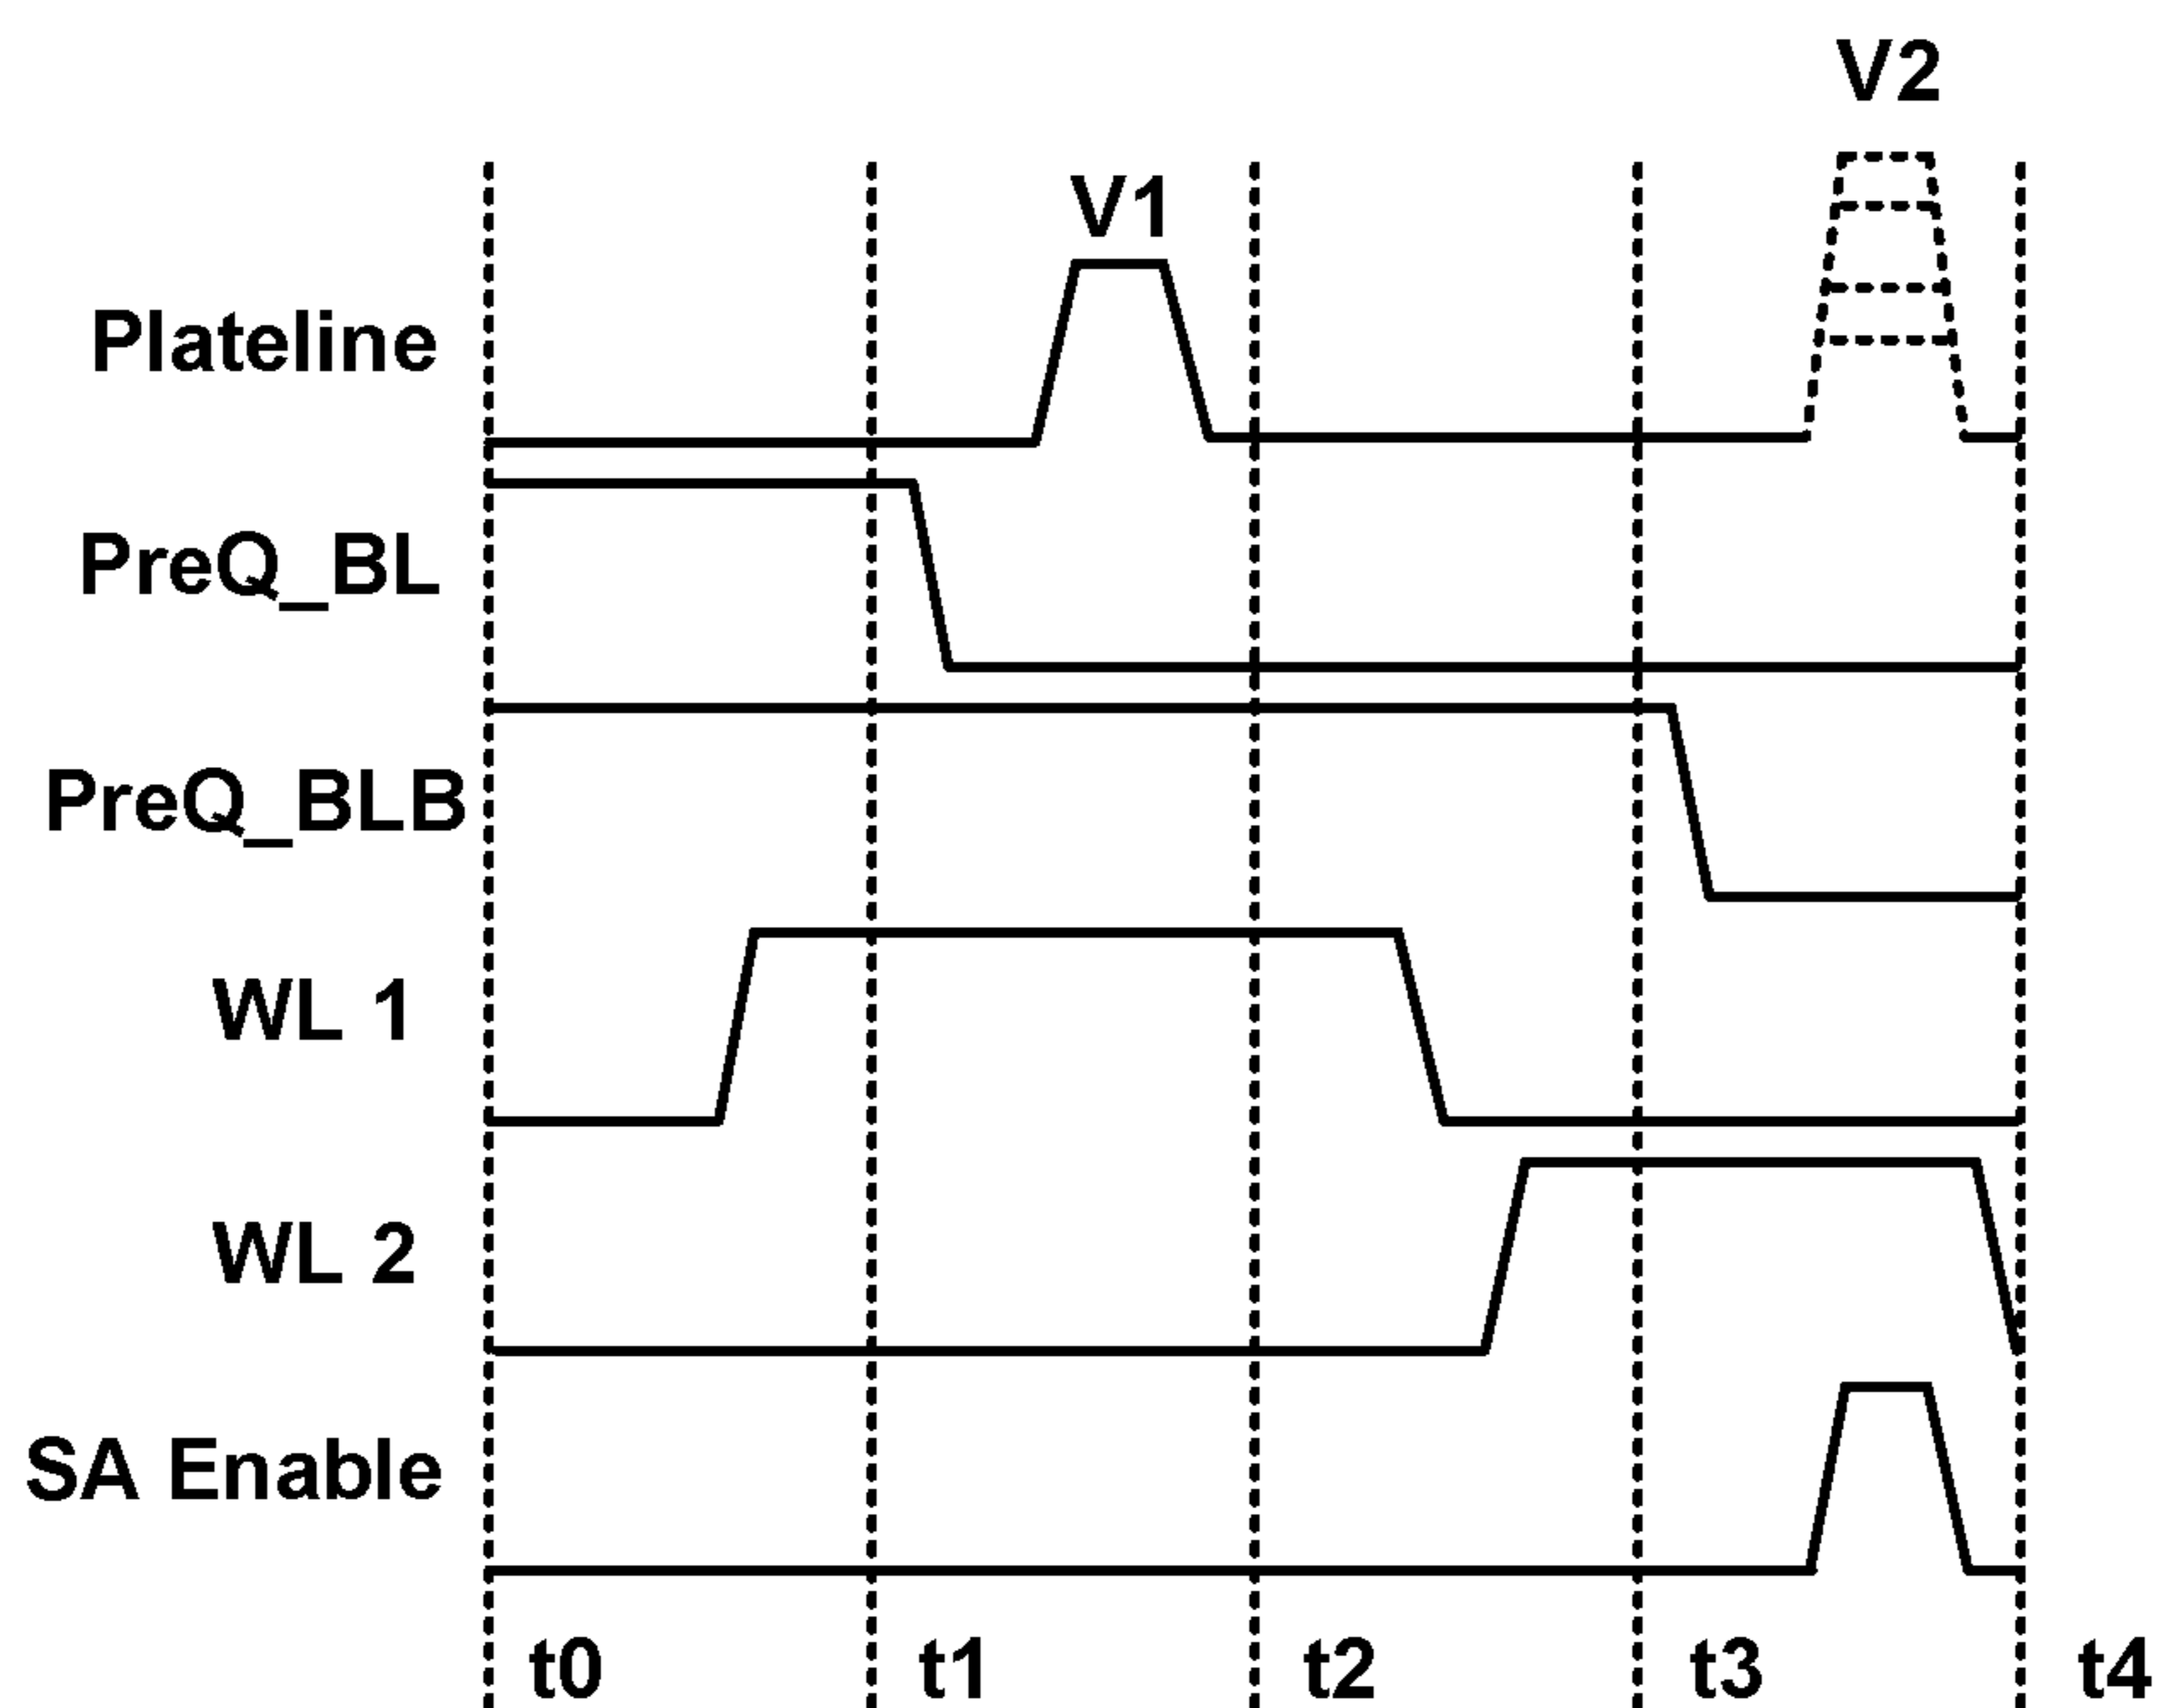 V2
V1
Plateline
PreQ_BL
PreQ_BLB
WL 1
WL 2
SA Enable
t0 t1 t2 t3 t4